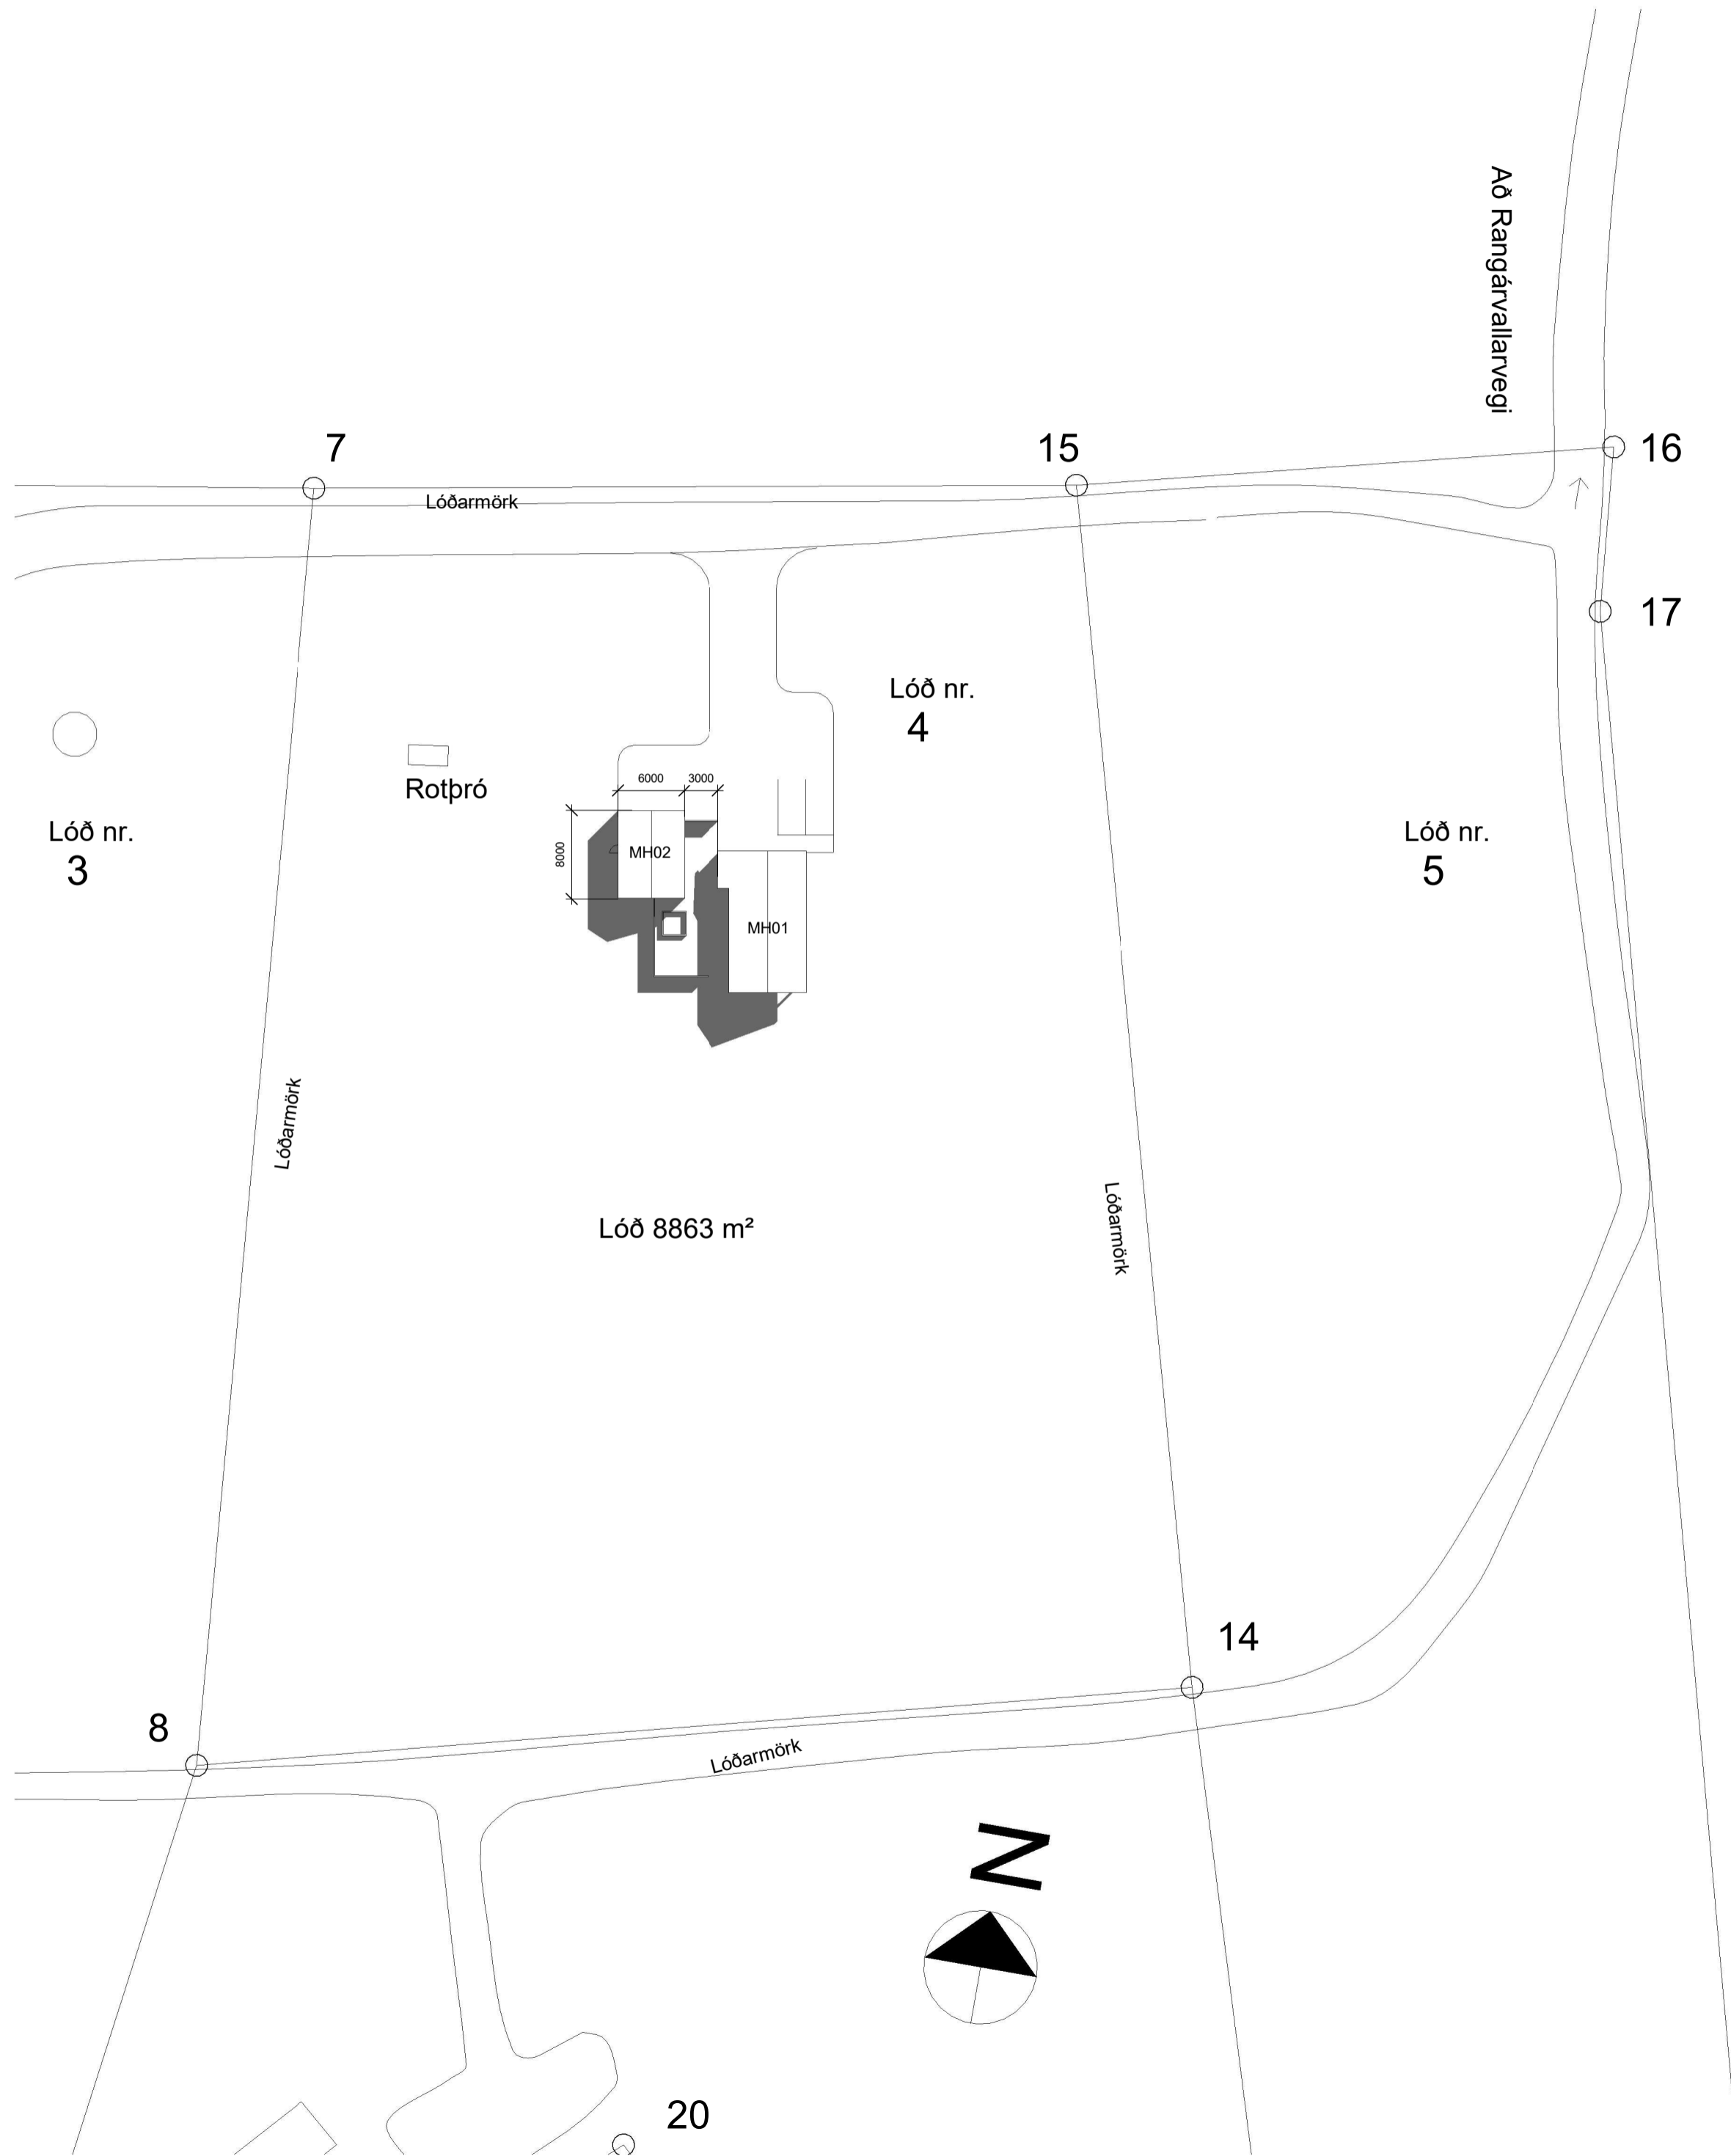 Að Rangárvallarvegi
7
15
16
Lóðarmörk
17
Lóð nr.
4
Rotþró
6000
3000
Lóð nr.
3
Lóð nr.
5
8000
MH02
MH01
Lóðarmörk
Lóðarmörk
Lóð 8863 m²
14
8
Lóðarmörk
N
20